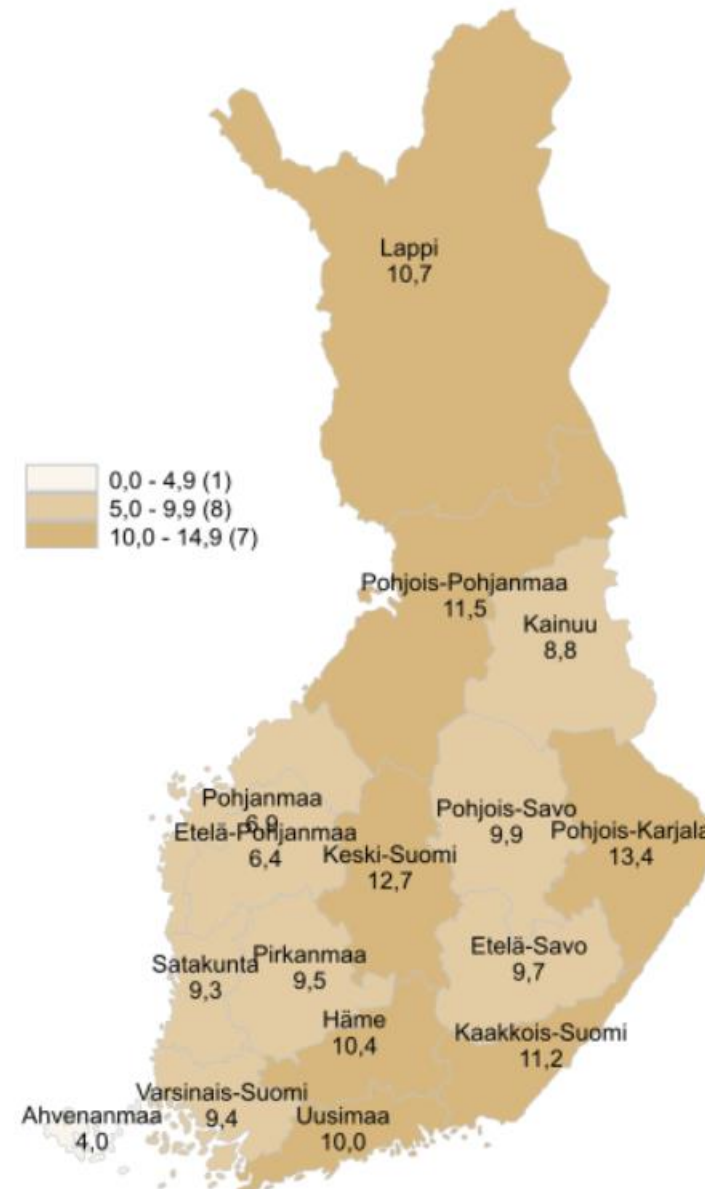 Lappi
10,7
0,0 - 4,9 (1)
5,0 - 9,9 (8)
10,0 - 14,9 (7)
Pohjois-Pohjanmaa
11,5
Kainuu
8,8
Pohjanmaa
6,9
Etelä-Pohjanmaa
6,4
Keski-Suomi
12,7
Pohjois-Savo
9,9
Pohjois-Karjala
13,4
Satakunta
9,3
Pirkanmaa
9,5
Etelä-Savo
9,7
Häme
10,4
Kaakkois-Suomi
11,2
Varsinais-Suomi
9,4
Ahvenanmaa
4,0
Uusimaa
10,0